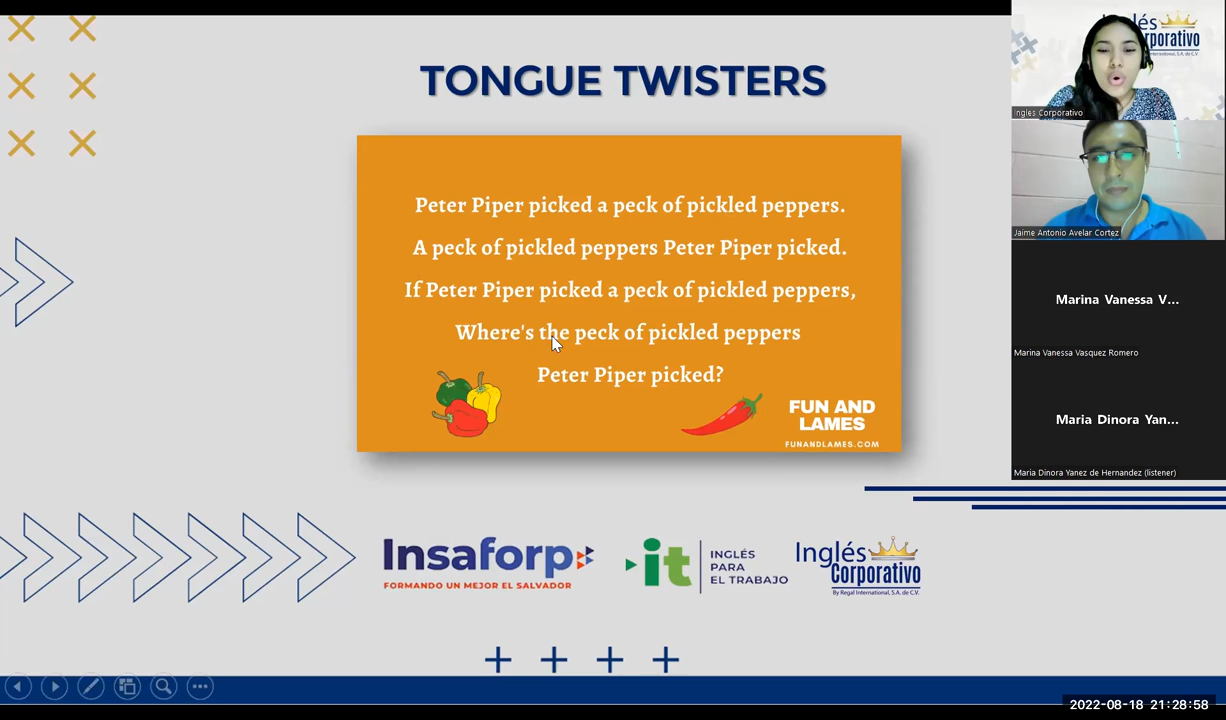 TONGUE TWISTERS
Peter Piper picked a peck of pickled peppers.
A peck of pickled peppers Peter Piper picked.
If Peter Piper picked a peck of pickled peppers,
Where's the peck of pickled peppers
Peter Piper picked?
FUN AND
LAMES
FUNANDLAMES.COM
Insaforp
FORMANDO UN MEJOR EL SALVADOR
it
INGLÉS
PARA
EL TRABAJO
Inglés
Corporativo
By Regal International, S.A. de C.V.
Ingles Corporativo
Jaime Antonio Avelar Cortez
Marina Vanessa V...
Marina Vanessa Vasquez Romero
Maria Dinora Yan...
Maria Dinora Yanez de Hernandez (listener)
2022-08-18 21:28:58